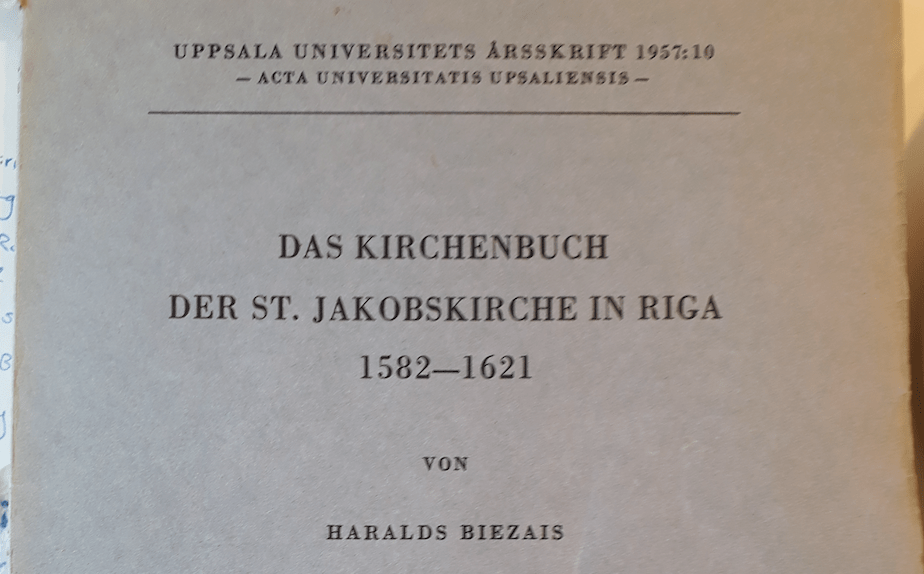 UPPSALA UNIVERSITETS ÅRSSKRIFT 1957:10
— ACTA UNIVERSITATIS UPSALIENSIS —
DAS KIRCHENBUCH
DER ST. JAKOBSKIRCHE IN RIGA
1582—1621
VON
HARALDS BIEZAIS